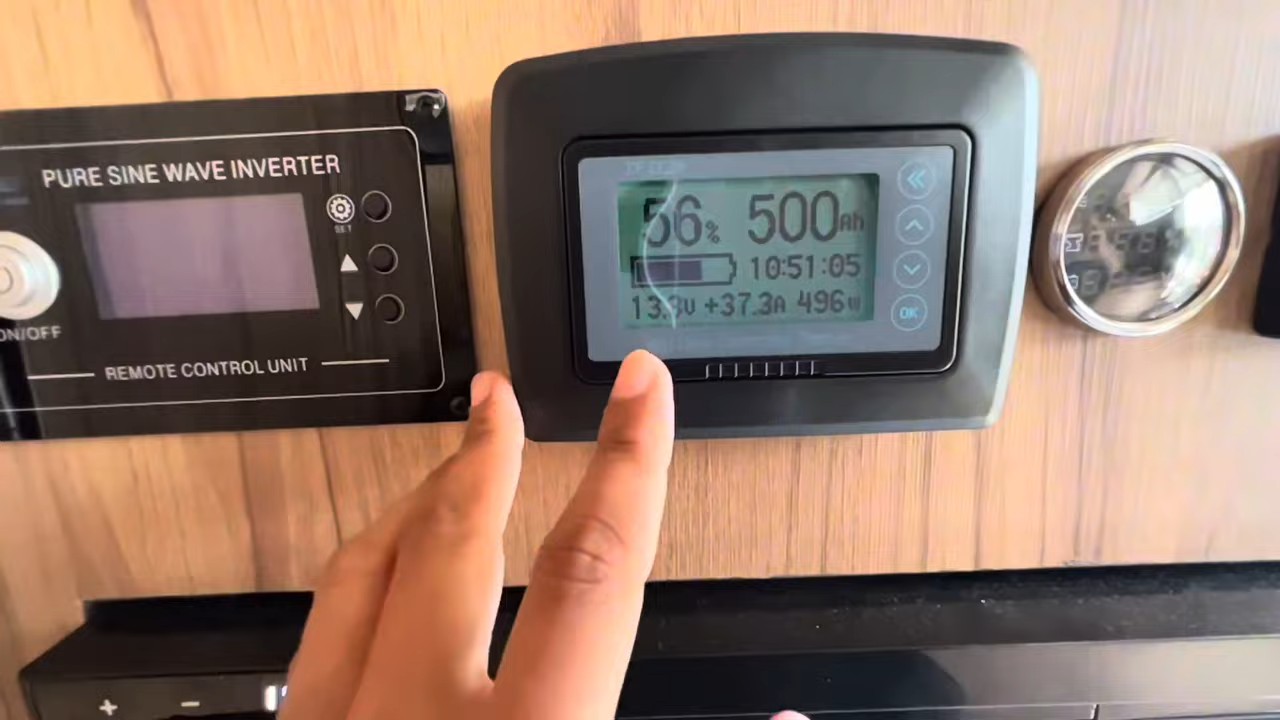 PURE SINE WAVE INVERTER
SET
ON/OFF
REMOTE CONTROL UNIT
56% 500Ah
10:51:05
13.3V +37.3A 496W
OK
+ -